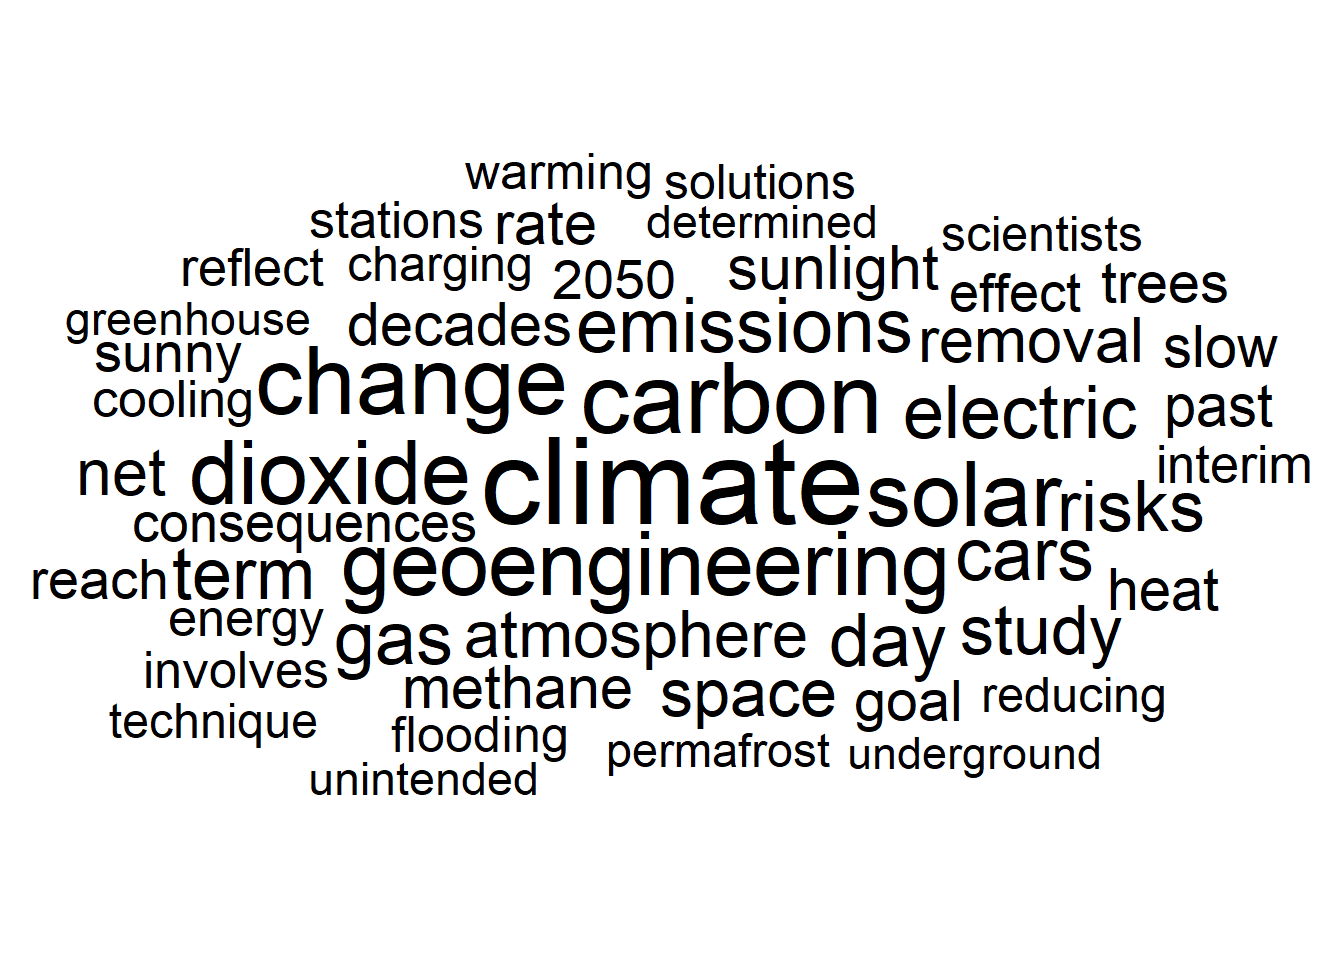 warming solutions
stations rate determined scientists
reflect charging 2050 sunlight effect trees
greenhouse decades emissions removal slow
sunny
cooling change carbon electric past
net dioxide climate solar risks interim
consequences
reach term geoengineering cars heat
energy gas atmosphere day study
involves methane space goal reducing
technique flooding permafrost underground
unintended